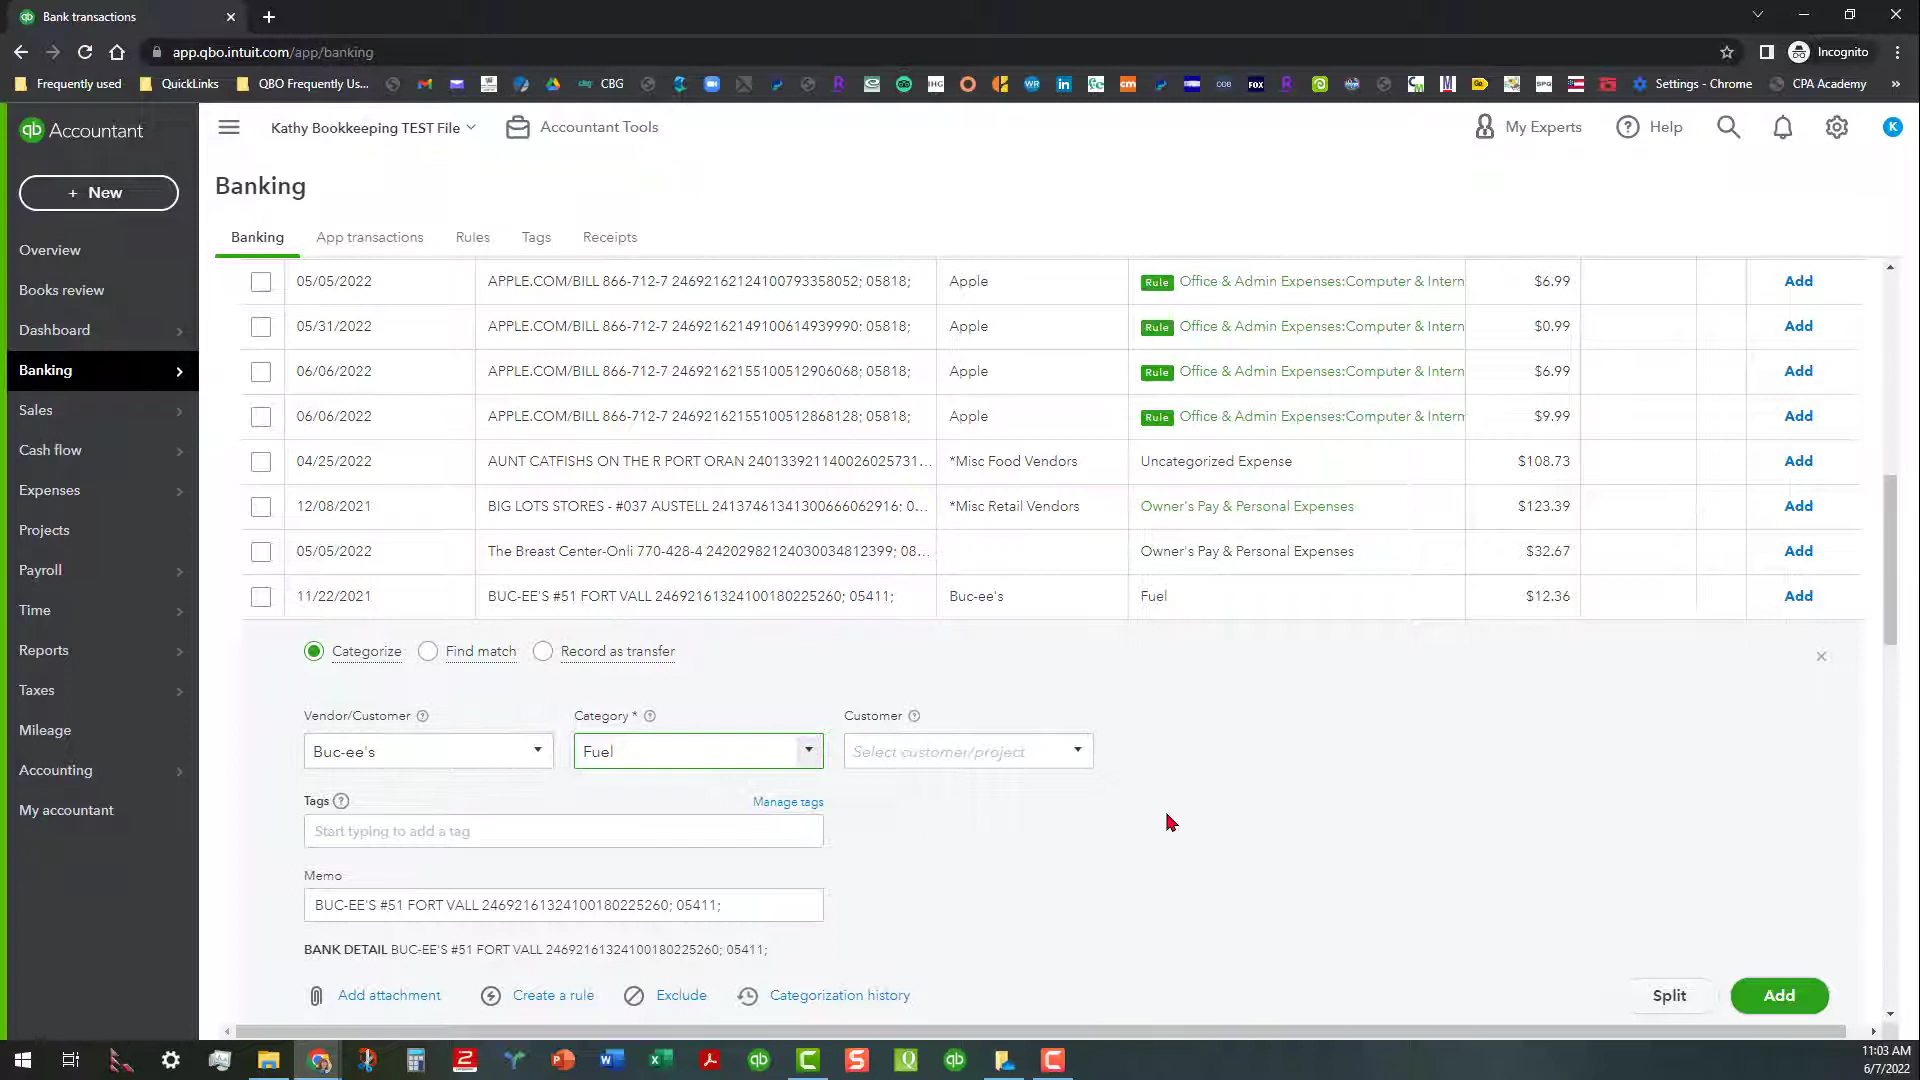 Bank transactions
app.qbo.intuit.com/app/banking
Incognito
Frequently used
QuickLinks
QBO Frequently Us...
CBG
Settings - Chrome
CPA Academy
»
qb Accountant
Kathy Bookkeeping TEST File
Accountant Tools
My Experts
Help
K
+ New
Banking
Overview
Books review
Dashboard
Banking
Sales
Cash flow
Expenses
Projects
Payroll
Time
Reports
Taxes
Mileage
Accounting
My accountant
Banking App transactions Rules Tags Receipts
05/05/2022 APPLE.COM/BILL 866-712-7 24692162124100793358052; 05818; Apple Rule Office & Admin Expenses:Computer & Intern $6.99 Add
05/31/2022 APPLE.COM/BILL 866-712-7 24692162149100614939990; 05818; Apple Rule Office & Admin Expenses:Computer & Intern $0.99 Add
06/06/2022 APPLE.COM/BILL 866-712-7 24692162155100512906068; 05818; Apple Rule Office & Admin Expenses:Computer & Intern $6.99 Add
06/06/2022 APPLE.COM/BILL 866-712-7 24692162155100512868128; 05818; Apple Rule Office & Admin Expenses:Computer & Intern $9.99 Add
04/25/2022 AUNT CATFISHS ON THE R PORT ORAN 240133921140026025731... *Misc Food Vendors Uncategorized Expense $108.73 Add
12/08/2021 BIG LOTS STORES - #037 AUSTELL 24137461341300666062916; 0... *Misc Retail Vendors Owner's Pay & Personal Expenses $123.39 Add
05/05/2022 The Breast Center-Onli 770-428-4 24202982124030034812399; 08... Owner's Pay & Personal Expenses $32.67 Add
11/22/2021 BUC-EE'S #51 FORT VALL 24692161324100180225260; 05411; Buc-ee's Fuel $12.36 Add
Categorize Find match Record as transfer
Vendor/Customer Category * Customer
Buc-ee's Fuel Select customer/project
Tags Manage tags
Start typing to add a tag
Memo
BUC-EE'S #51 FORT VALL 24692161324100180225260; 05411;
BANK DETAIL BUC-EE'S #51 FORT VALL 24692161324100180225260; 05411;
Add attachment Create a rule Exclude Categorization history Split Add
11:03 AM
6/7/2022